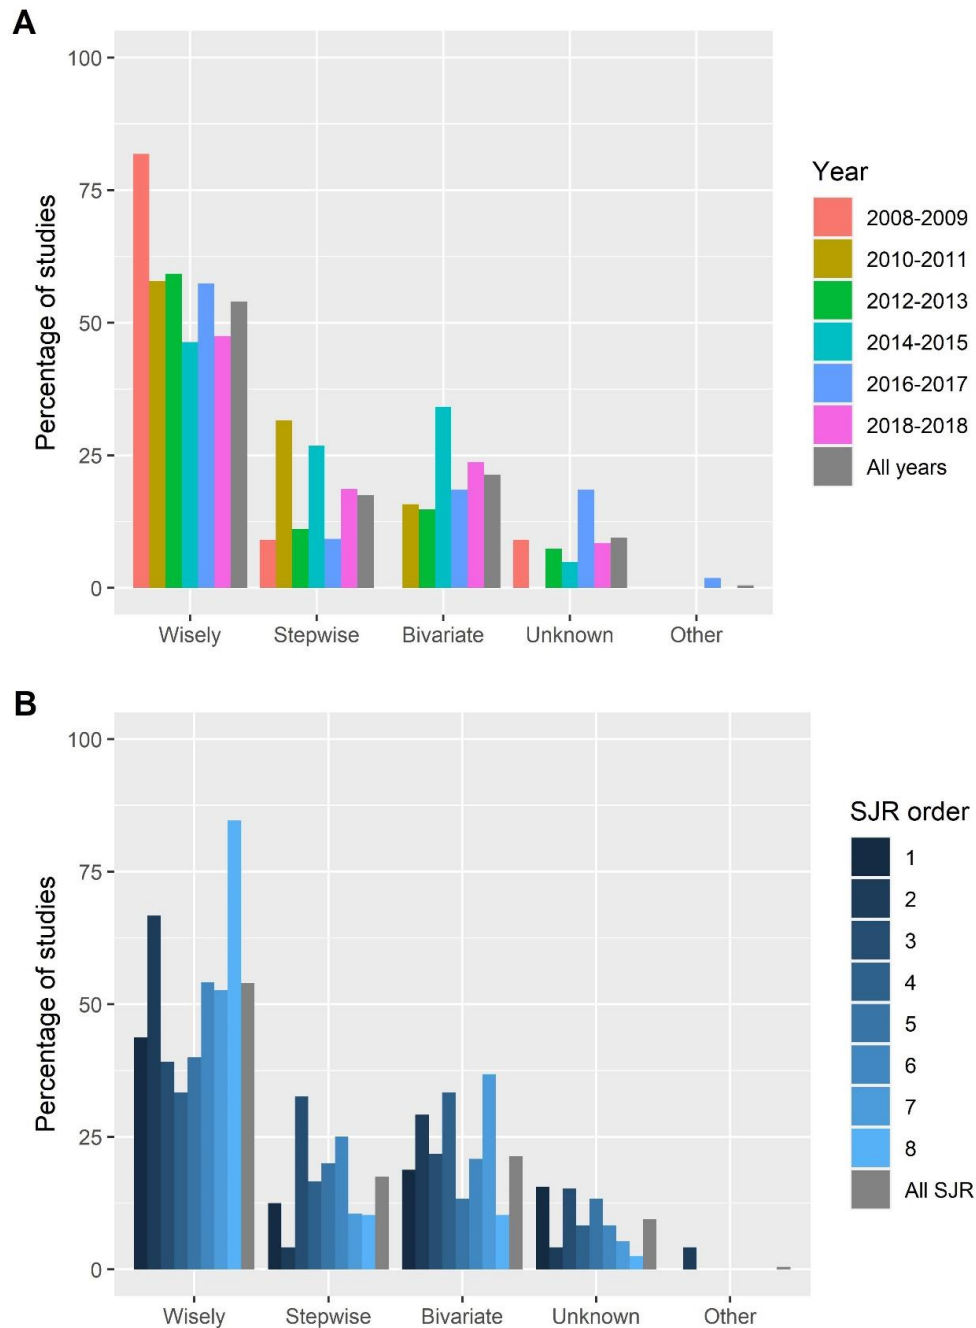 A
Percentage of studies
100
75
50
25
0
Wisely Stepwise Bivariate Unknown Other
Year
2008-2009
2010-2011
2012-2013
2014-2015
2016-2017
2018-2018
All years
B
Percentage of studies
100
75
50
25
0
Wisely Stepwise Bivariate Unknown Other
SJR order
1
2
3
4
5
6
7
8
All SJR